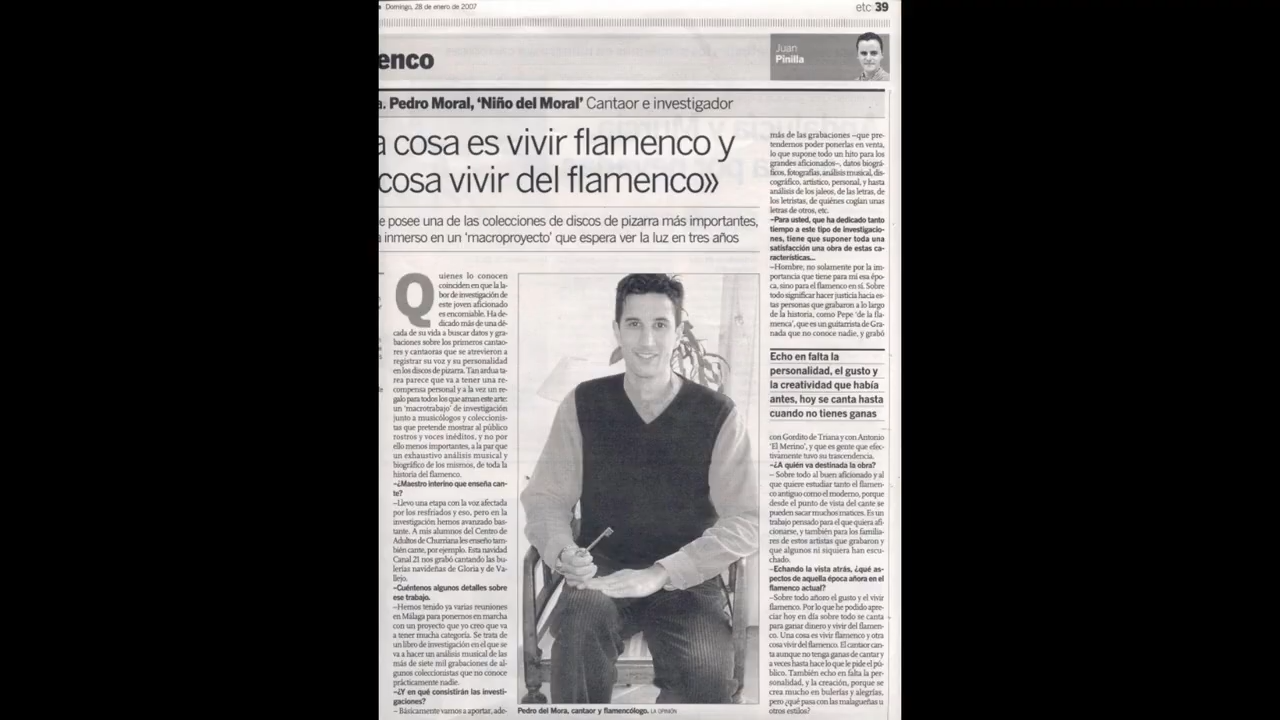 Domingo, 28 de enero de 2007
etc 39
enco
Juan
Pinilla
a. Pedro Moral, ‘Niño del Moral’ Cantaor e investigador
a cosa es vivir flamenco y
cosa vivir del flamenco»
e posee una de las colecciones de discos de pizarra más importantes,
a inmerso en un ‘macroproyecto’ que espera ver la luz en tres años
Quienes lo conocen
coinciden en que la la-
bor de investigación de
este joven aficionado
es encomiable. Ha de-
dicado más de una dé-
cada de su vida a buscar datos y gra-
baciones sobre los primeros cantao-
res y cantaoras que se atrevieron a
registrar su voz y su personalidad
en los discos de pizarra. Tan ardua ta-
rea parece que va a tener una re-
compensa personal y a la vez un re-
galo para todos los que aman este arte:
un ‘macrotrabajo’ de investigación
junto a musicólogos y coleccionis-
tas que pretende mostrar al público
rostros y voces inéditos, y no por
ello menos importantes, a la par que
un exhaustivo análisis musical y
biográfico de los mismos, de toda la
historia del flamenco.
–¿Maestro interino que enseña can-
te?
–Llevo una etapa con la voz afectada
por los resfriados y eso, pero en la
investigación hemos avanzado bas-
tante. A mis alumnos del Centro de
Adultos de Churriana les enseño tam-
bién cante, por ejemplo. Esta navidad
Canal 21 nos grabó cantando las bu-
lerías navideñas de Gloria y de Va-
llejo.
–Cuéntenos algunos detalles sobre
ese trabajo.
–Hemos tenido ya varias reuniones
en Málaga para ponernos en marcha
con un proyecto que yo creo que va
a tener mucha categoría. Se trata de
un libro de investigación en el que se
va a hacer un análisis musical de las
más de siete mil grabaciones de al-
gunos coleccionistas que no conoce
prácticamente nadie.
–¿Y en qué consistirán las investi-
gaciones?
– Básicamente vamos a aportar, ade-
Pedro del Mora, cantaor y flamencólogo. LA OPINIÓN
más de las grabaciones –que pre-
tendemos poder ponerlas en venta,
lo que supone todo un hito para los
grandes aficionados–, datos biográ-
ficos, fotografías, análisis musical, dis-
cográfico, artístico, personal, y hasta
análisis de los jaleos, de las letras, de
los letristas, de quiénes cogían unas
letras de otros, etc.
–Para usted, que ha dedicado tanto
tiempo a este tipo de investigacio-
nes, tiene que suponer toda una
satisfacción una obra de estas ca-
racterísticas...
–Hombre, no solamente por la im-
portancia que tiene para mí esa épo-
ca, sino para el flamenco en sí. Sobre
todo significar hacer justicia hacia es-
tas personas que grabaron a lo largo
de la historia, como Pepe ‘de la fla-
menca’, que es un guitarrista de Gra-
nada que no conoce nadie, y grabó
Echo en falta la
personalidad, el gusto y
la creatividad que había
antes, hoy se canta hasta
cuando no tienes ganas
con Gordito de Triana y con Antonio
‘El Merino’, y que es gente que efec-
tivamente tuvo su trascendencia.
–¿A quién va destinada la obra?
– Sobre todo al buen aficionado y al
que quiere estudiar tanto el flamen-
co antiguo como el moderno, porque
desde el punto de vista del cante se
pueden sacar muchos matices. Es un
trabajo pensado para el que quiera afi-
cionarse, y también para los familia-
res de estos artistas que grabaron y
que algunos ni siquiera han escu-
chado.
–Echando la vista atrás, ¿qué as-
pectos de aquella época añora en el
flamenco actual?
–Sobre todo añoro el gusto y el vivir
flamenco. Por lo que he podido apre-
ciar hoy en día sobre todo se canta
para ganar dinero y vivir del flamen-
co. Una cosa es vivir flamenco y otra
cosa vivir del flamenco. El cantaor can-
ta aunque no tenga ganas de cantar y
a veces hasta hace lo que le pide el pú-
blico. También echo en falta la per-
sonalidad, y la creación, porque se
crea mucho en bulerías y alegrías,
pero ¿qué pasa con las malagueñas u
otros estilos?